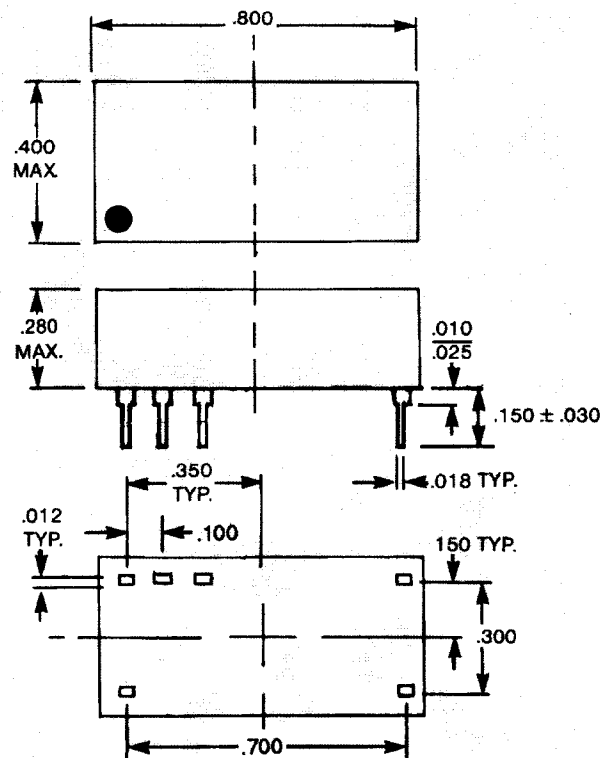 .800
.400
MAX.
.280
MAX.
.010
.025
.150 ± .030
.350
TYP.
.018 TYP.
.012
TYP.
.100
150 TYP.
.300
.700